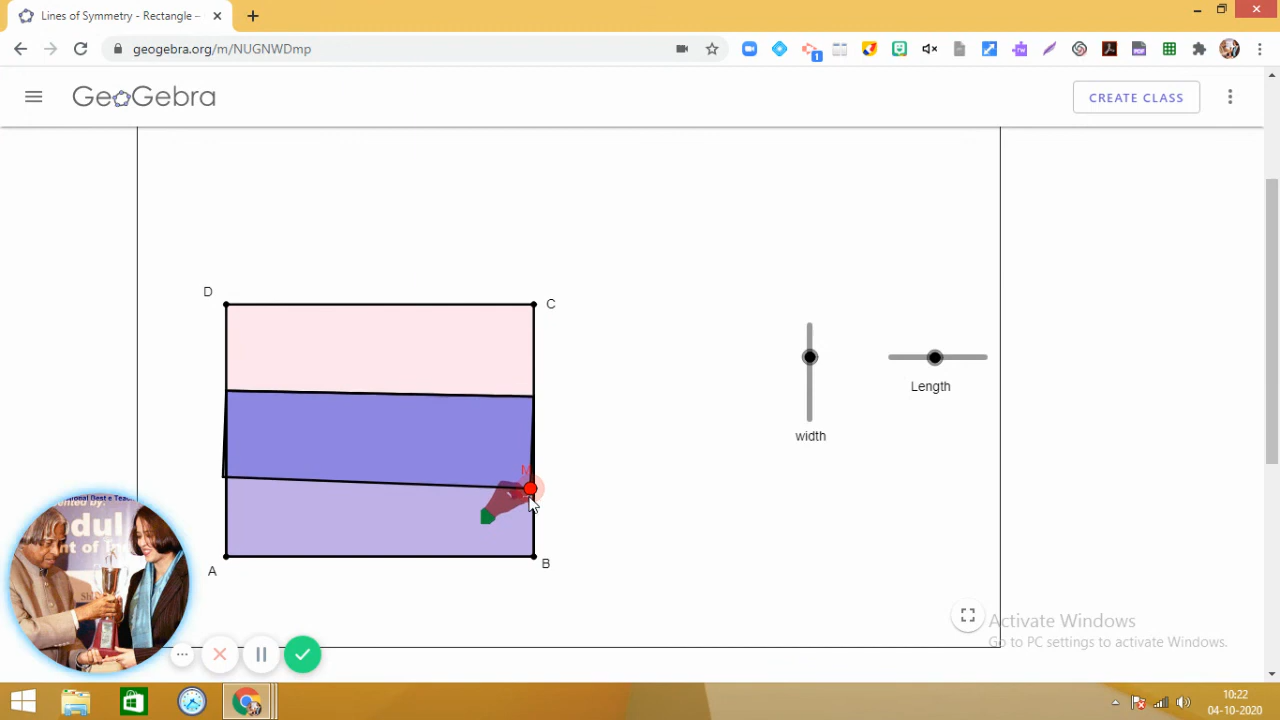 Lines of Symmetry - Rectangle –
geogebra.org/m/NUGNWDmp
1
GeoGebra
CREATE CLASS
D
C
M
A
B
width
Length
Activate Windows
Go to PC settings to activate Windows.
10:22
04-10-2020